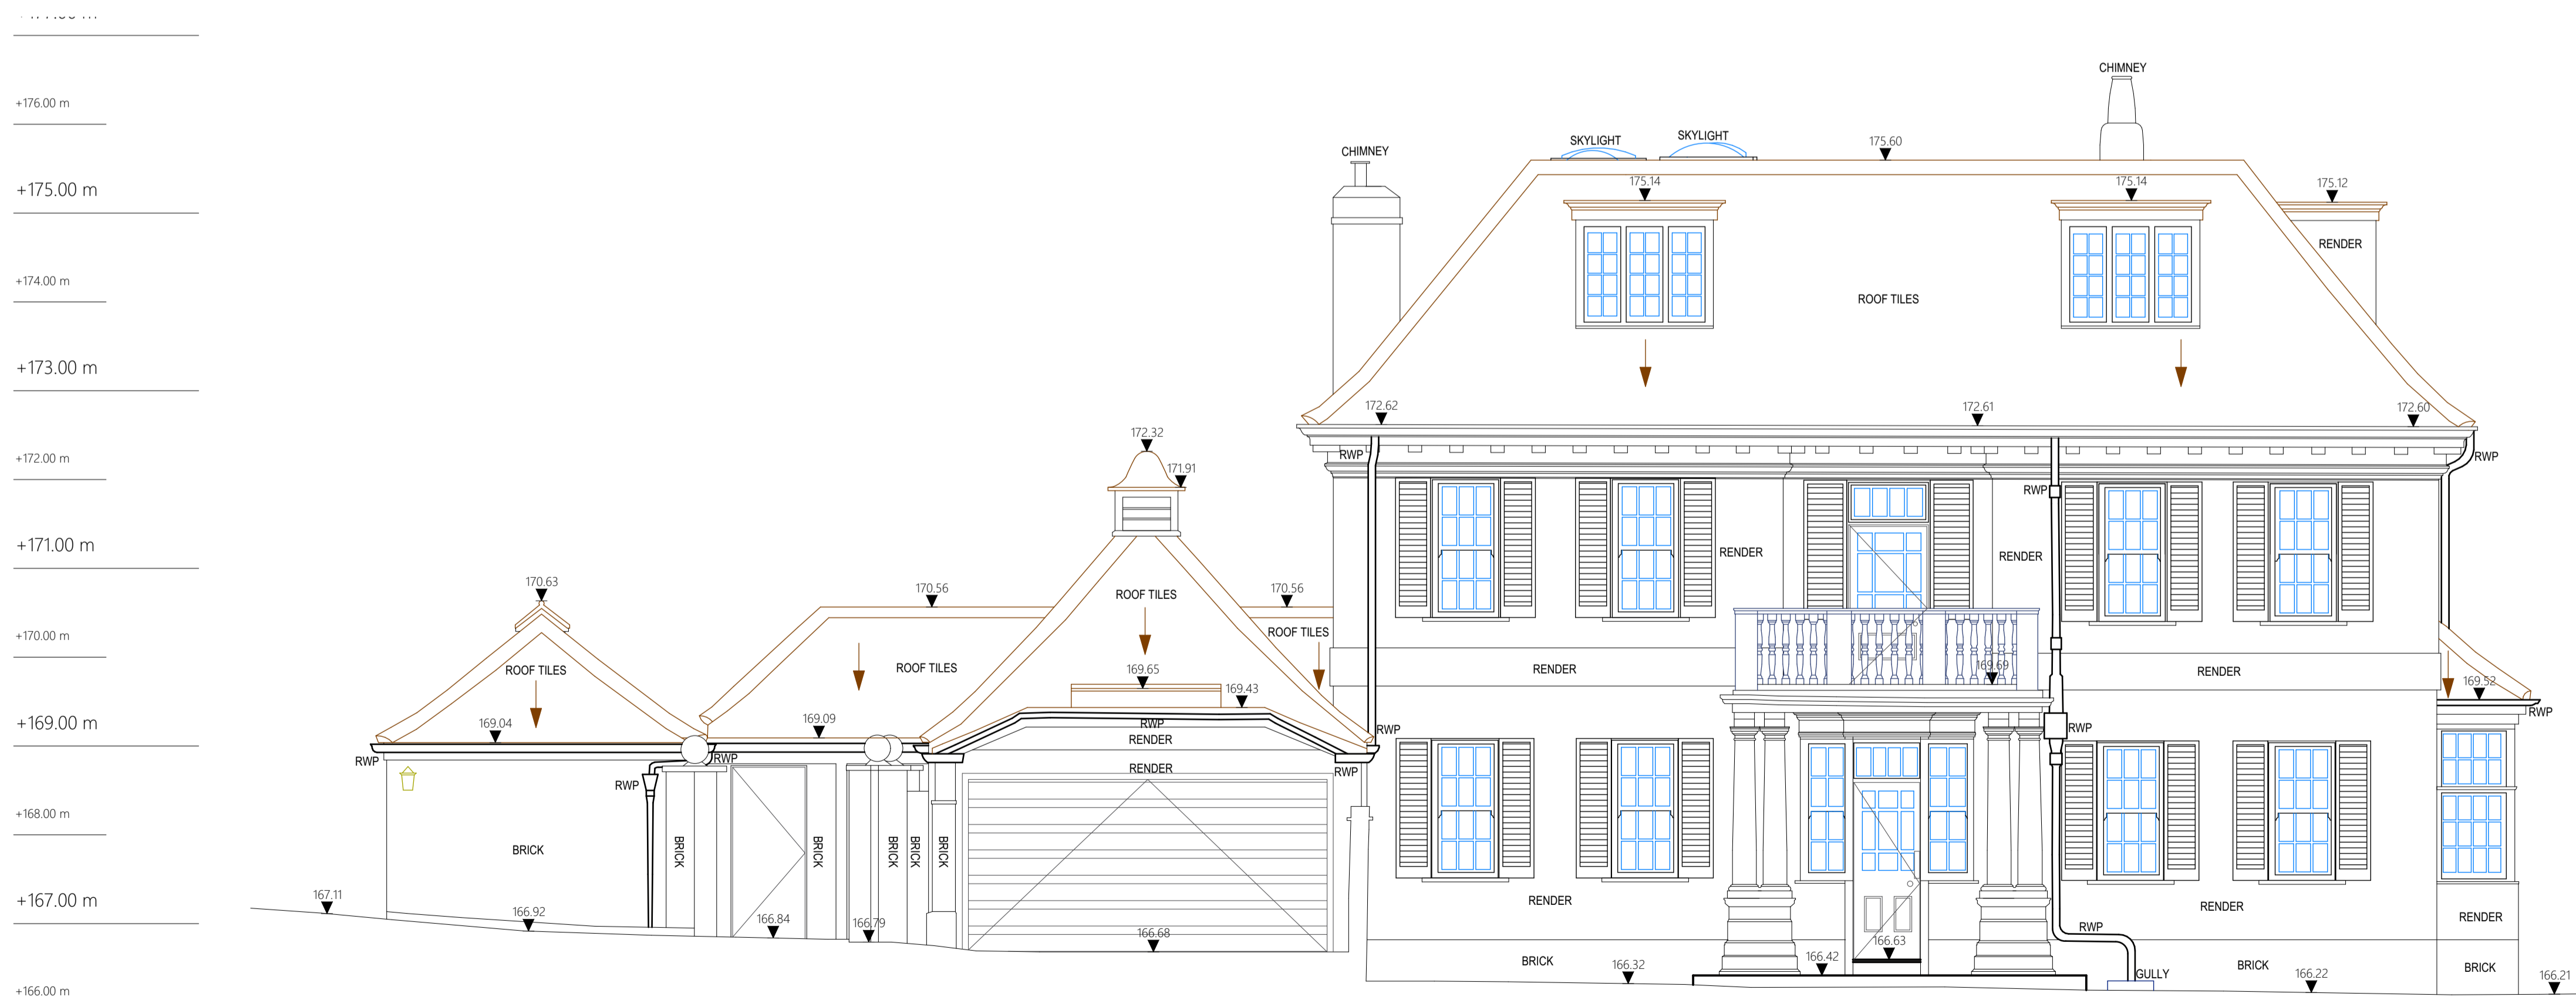 +176.00 m
+175.00 m
+174.00 m
+173.00 m
+172.00 m
+171.00 m
+170.00 m
+169.00 m
+168.00 m
+167.00 m
+166.00 m
CHIMNEY
SKYLIGHT
SKYLIGHT
175.60
CHIMNEY
175.14
175.14
175.12
RENDER
ROOF TILES
172.62
172.61
172.60
172.32
RWP
RWP
171.91
RWP
RENDER
RENDER
170.63
170.56
170.56
ROOF TILES
ROOF TILES
ROOF TILES
ROOF TILES
RENDER
169.69
RENDER
169.65
169.43
169.52
169.04
169.09
RWP
RWP
RWP
RWP
RENDER
RWP
RWP
RENDER
RWP
RWP
BRICK
BRICK
BRICK
BRICK
BRICK
BRICK
167.11
166.92
166.84
166.79
166.68
RENDER
RENDER
RENDER
RWP
166.63
166.42
BRICK
166.32
GULLY
BRICK
166.22
BRICK
166.21